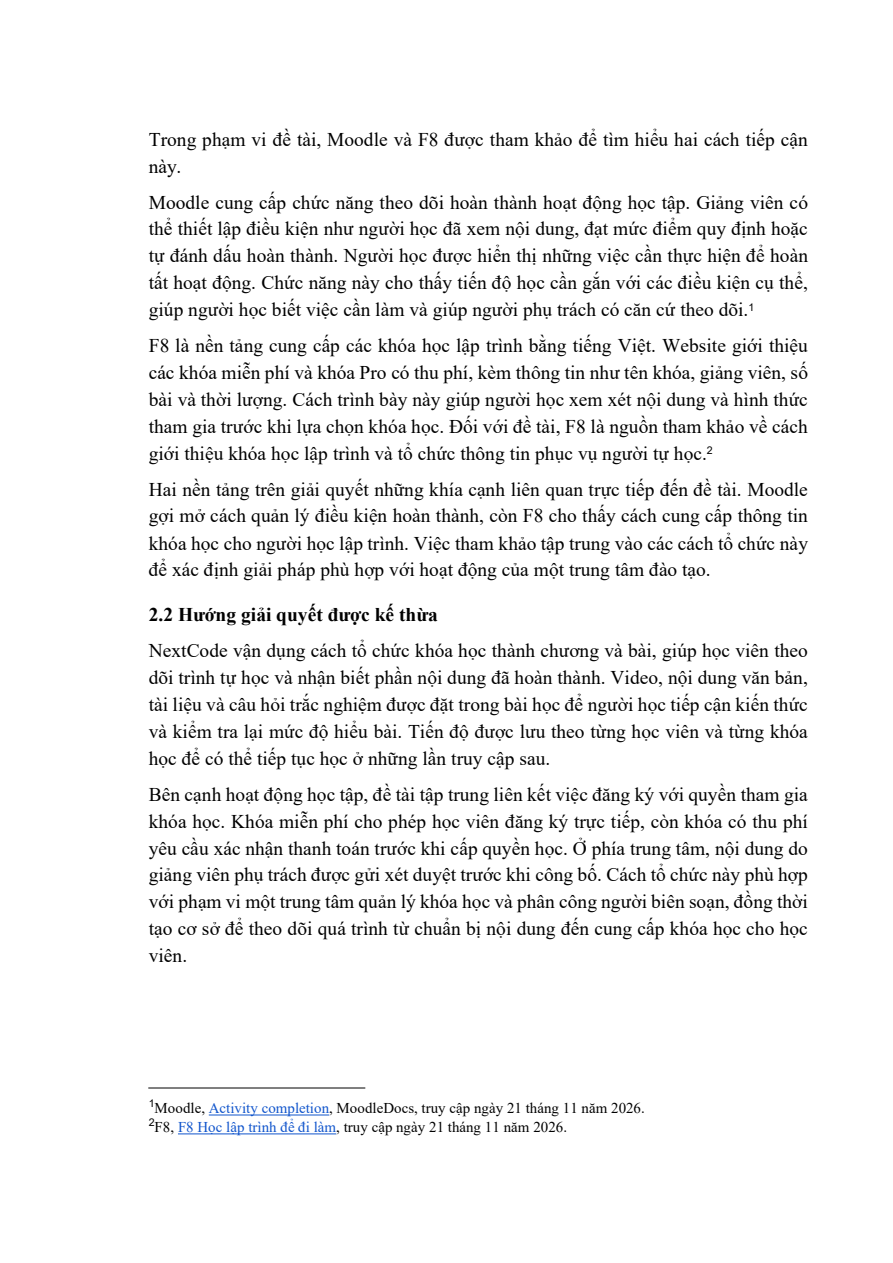 Trong phạm vi đề tài, Moodle và F8 được tham khảo để tìm hiểu hai cách tiếp cận
này.
Moodle cung cấp chức năng theo dõi hoàn thành hoạt động học tập. Giảng viên có
thể thiết lập điều kiện như người học đã xem nội dung, đạt mức điểm quy định hoặc
tự đánh dấu hoàn thành. Người học được hiển thị những việc cần thực hiện để hoàn
tất hoạt động. Chức năng này cho thấy tiến độ học cần gắn với các điều kiện cụ thể,
giúp người học biết việc cần làm và giúp người phụ trách có căn cứ theo dõi.¹
F8 là nền tảng cung cấp các khóa học lập trình bằng tiếng Việt. Website giới thiệu
các khóa miễn phí và khóa Pro có thu phí, kèm thông tin như tên khóa, giảng viên, số
bài và thời lượng. Cách trình bày này giúp người học xem xét nội dung và hình thức
tham gia trước khi lựa chọn khóa học. Đối với đề tài, F8 là nguồn tham khảo về cách
giới thiệu khóa học lập trình và tổ chức thông tin phục vụ người tự học.²
Hai nền tảng trên giải quyết những khía cạnh liên quan trực tiếp đến đề tài. Moodle
gợi mở cách quản lý điều kiện hoàn thành, còn F8 cho thấy cách cung cấp thông tin
khóa học cho người học lập trình. Việc tham khảo tập trung vào các cách tổ chức này
để xác định giải pháp phù hợp với hoạt động của một trung tâm đào tạo.
2.2 Hướng giải quyết được kế thừa
NextCode vận dụng cách tổ chức khóa học thành chương và bài, giúp học viên theo
dõi trình tự học và nhận biết phần nội dung đã hoàn thành. Video, nội dung văn bản,
tài liệu và câu hỏi trắc nghiệm được đặt trong bài học để người học tiếp cận kiến thức
và kiểm tra lại mức độ hiểu bài. Tiến độ được lưu theo từng học viên và từng khóa
học để có thể tiếp tục học ở những lần truy cập sau.
Bên cạnh hoạt động học tập, đề tài tập trung liên kết việc đăng ký với quyền tham gia
khóa học. Khóa miễn phí cho phép học viên đăng ký trực tiếp, còn khóa có thu phí
yêu cầu xác nhận thanh toán trước khi cấp quyền học. Ở phía trung tâm, nội dung do
giảng viên phụ trách được gửi xét duyệt trước khi công bố. Cách tổ chức này phù hợp
với phạm vi một trung tâm quản lý khóa học và phân công người biên soạn, đồng thời
tạo cơ sở để theo dõi quá trình từ chuẩn bị nội dung đến cung cấp khóa học cho học
viên.
¹Moodle, Activity completion, MoodleDocs, truy cập ngày 21 tháng 11 năm 2026.
²F8, F8 Học lập trình để đi làm, truy cập ngày 21 tháng 11 năm 2026.